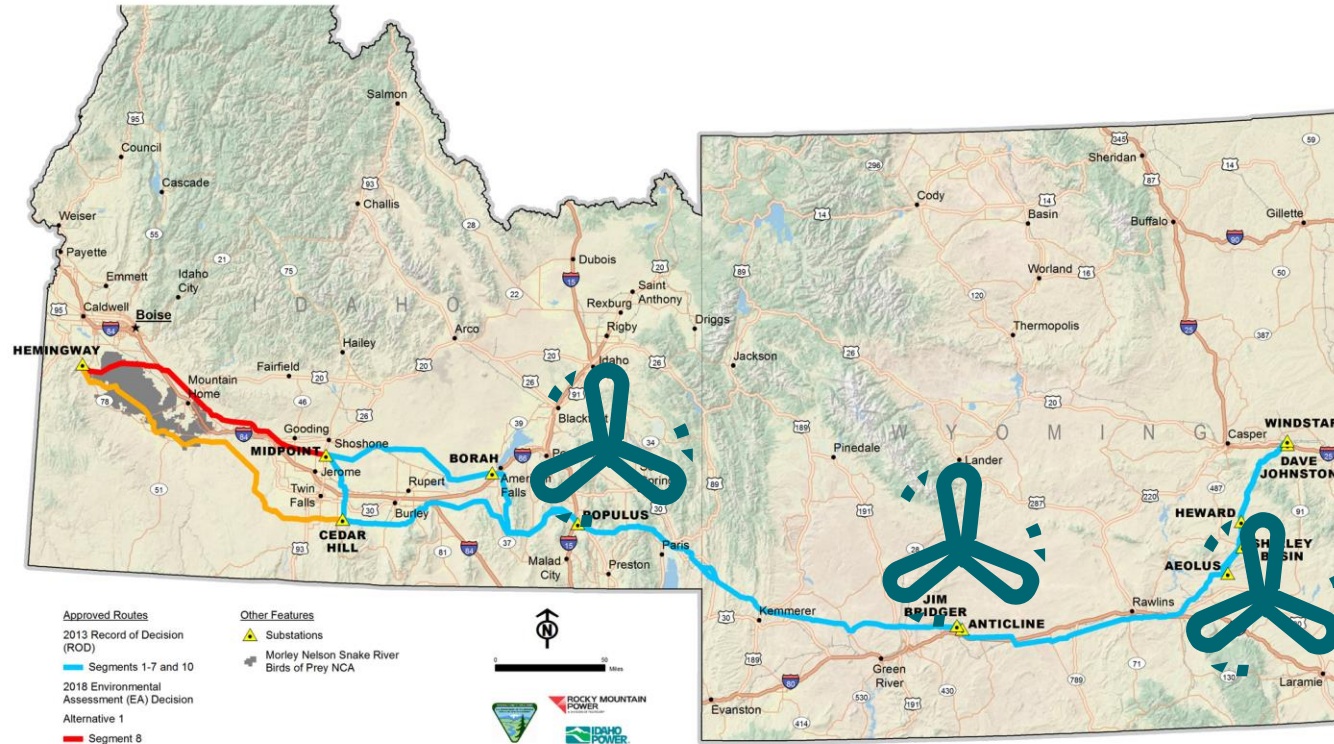 Salmon
Council
Cascade
Challis
Weiser
Payette
Emmett
Idaho
City
Caldwell
Boise
I D A H O
HEMINGWAY
Mountain
Home
Fairfield
Hailey
Arco
Dubois
Saint
Anthony
Rexburg
Rigby
Driggs
Idaho
Gooding
Shoshone
MIDPOINT
Jerome
Twin
Falls
Rupert
Burley
CEDAR
HILL
BORAH
American
Falls
POPULUS
Malad
City
Preston
Paris
Sheridan
Cody
Basin
Buffalo
Gillette
Worland
Thermopolis
Jackson
W Y O M I N G
Pinedale
Lander
Casper
WINDSTAR
DAVE
JOHNSTON
HEWARD
AEOLUS
Kemmerer
JIM
BRIDGER
ANTICLINE
Rawlins
Green
River
Evanston
Laramie
Approved Routes
2013 Record of Decision
(ROD)
Segments 1-7 and 10
2018 Environmental
Assessment (EA) Decision
Alternative 1
Segment 8
Other Features
Substations
Morley Nelson Snake River
Birds of Prey NCA
N
0 50
Miles
ROCKY MOUNTAIN
POWER
IDAHO
POWER